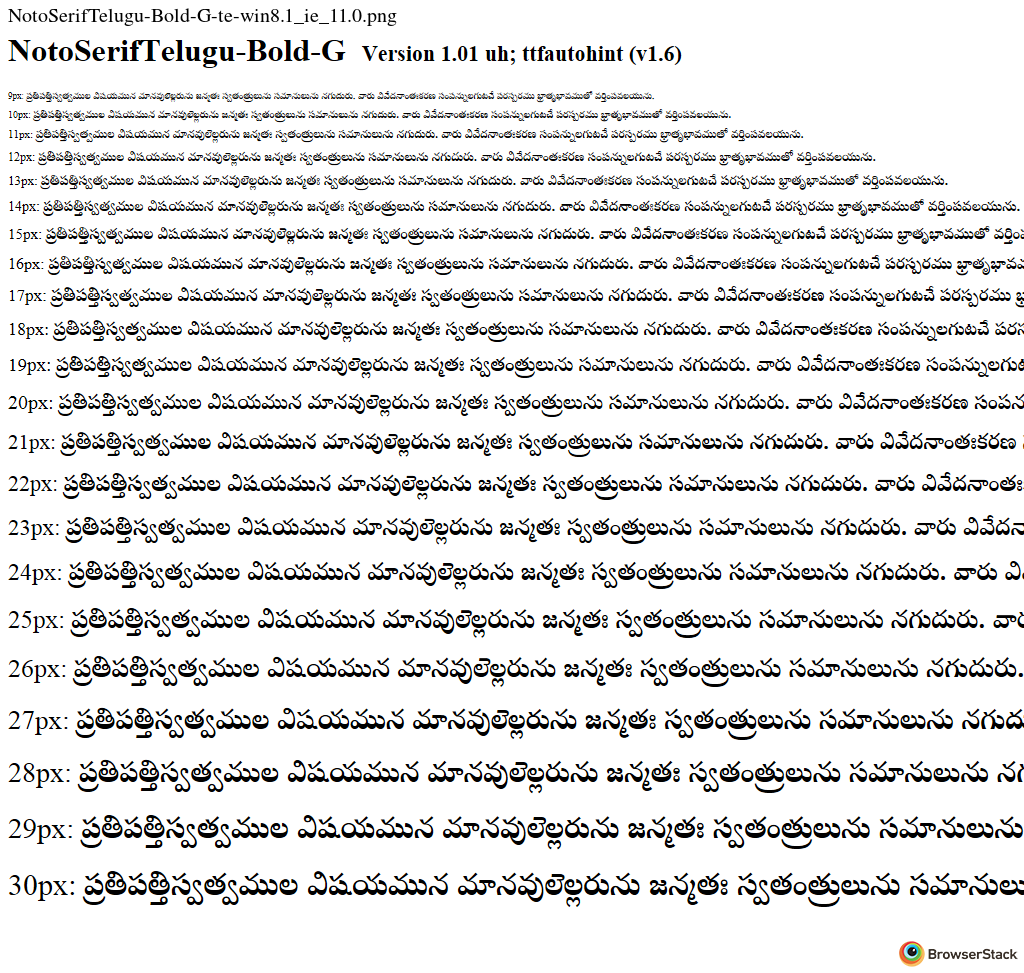 NotoSerifTelugu-Bold-G-te-win8.1_ie_11.0.png
NotoSerifTelugu-Bold-G Version 1.01 uh; ttfautohint (v1.6)
9px: ప్రతిపత్తిస్వత్వముల విషయమున మానవులెల్లరును జన్మతః స్వతంత్రులును సమానులును నగుదురు. వారు వివేదనాంతఃకరణ సంపన్నులగుటచే పరస్పరము భ్రాతృభావముతో వర్తింపవలయును.
10px: ప్రతిపత్తిస్వత్వముల విషయమున మానవులెల్లరును జన్మతః స్వతంత్రులును సమానులును నగుదురు. వారు వివేదనాంతఃకరణ సంపన్నులగుటచే పరస్పరము భ్రాతృభావముతో వర్తింపవలయును.
11px: ప్రతిపత్తిస్వత్వముల విషయమున మానవులెల్లరును జన్మతః స్వతంత్రులును సమానులును నగుదురు. వారు వివేదనాంతఃకరణ సంపన్నులగుటచే పరస్పరము భ్రాతృభావముతో వర్తింపవలయును.
12px: ప్రతిపత్తిస్వత్వముల విషయమున మానవులెల్లరును జన్మతః స్వతంత్రులును సమానులును నగుదురు. వారు వివేదనాంతఃకరణ సంపన్నులగుటచే పరస్పరము భ్రాతృభావముతో వర్తింపవలయును.
13px: ప్రతిపత్తిస్వత్వముల విషయమున మానవులెల్లరును జన్మతః స్వతంత్రులును సమానులును నగుదురు. వారు వివేదనాంతఃకరణ సంపన్నులగుటచే పరస్పరము భ్రాతృభావముతో వర్తింపవలయును.
14px: ప్రతిపత్తిస్వత్వముల విషయమున మానవులెల్లరును జన్మతః స్వతంత్రులును సమానులును నగుదురు. వారు వివేదనాంతఃకరణ సంపన్నులగుటచే పరస్పరము భ్రాతృభావముతో వర్తింపవలయును.
15px: ప్రతిపత్తిస్వత్వముల విషయమున మానవులెల్లరును జన్మతః స్వతంత్రులును సమానులును నగుదురు. వారు వివేదనాంతఃకరణ సంపన్నులగుటచే పరస్పరము భ్రాతృభావముతో
16px: ప్రతిపత్తిస్వత్వముల విషయమున మానవులెల్లరును జన్మతః స్వతంత్రులును సమానులును నగుదురు. వారు వివేదనాంతఃకరణ సంపన్నులగుటచే పరస్పరము భ్రాతృభావమ
17px: ప్రతిపత్తిస్వత్వముల విషయమున మానవులెల్లరును జన్మతః స్వతంత్రులును సమానులును నగుదురు. వారు వివేదనాంతఃకరణ సంపన్నులగుటచే పరస్పరము
18px: ప్రతిపత్తిస్వత్వముల విషయమున మానవులెల్లరును జన్మతః స్వతంత్రులును సమానులును నగుదురు. వారు వివేదనాంతఃకరణ సంపన్నులగుటచే పరస
19px: ప్రతిపత్తిస్వత్వముల విషయమున మానవులెల్లరును జన్మతః స్వతంత్రులును సమానులును నగుదురు. వారు వివేదనాంతఃకరణ సంపన్నులగుట
20px: ప్రతిపత్తిస్వత్వముల విషయమున మానవులెల్లరును జన్మతః స్వతంత్రులును సమానులును నగుదురు. వారు వివేదనాంతఃకరణ సంపన
21px: ప్రతిపత్తిస్వత్వముల విషయమున మానవులెల్లరును జన్మతః స్వతంత్రులును సమానులును నగుదురు. వారు వివేదనాంతఃకరణ
22px: ప్రతిపత్తిస్వత్వముల విషయమున మానవులెల్లరును జన్మతః స్వతంత్రులును సమానులును నగుదురు. వారు వివేదనాంతః
23px: ప్రతిపత్తిస్వత్వముల విషయమున మానవులెల్లరును జన్మతః స్వతంత్రులును సమానులును నగుదురు. వారు వివేదన
24px: ప్రతిపత్తిస్వత్వముల విషయమున మానవులెల్లరును జన్మతః స్వతంత్రులును సమానులును నగుదురు. వారు వి
25px: ప్రతిపత్తిస్వత్వముల విషయమున మానవులెల్లరును జన్మతః స్వతంత్రులును సమానులును నగుదురు. వార
26px: ప్రతిపత్తిస్వత్వముల విషయమున మానవులెల్లరును జన్మతః స్వతంత్రులును సమానులును నగుదురు.
27px: ప్రతిపత్తిస్వత్వముల విషయమున మానవులెల్లరును జన్మతః స్వతంత్రులును సమానులును నగుదు
28px: ప్రతిపత్తిస్వత్వముల విషయమున మానవులెల్లరును జన్మతః స్వతంత్రులును సమానులును నగ
29px: ప్రతిపత్తిస్వత్వముల విషయమున మానవులెల్లరును జన్మతః స్వతంత్రులును సమానులును
30px: ప్రతిపత్తిస్వత్వముల విషయమున మానవులెల్లరును జన్మతః స్వతంత్రులును సమానులు
BrowserStack